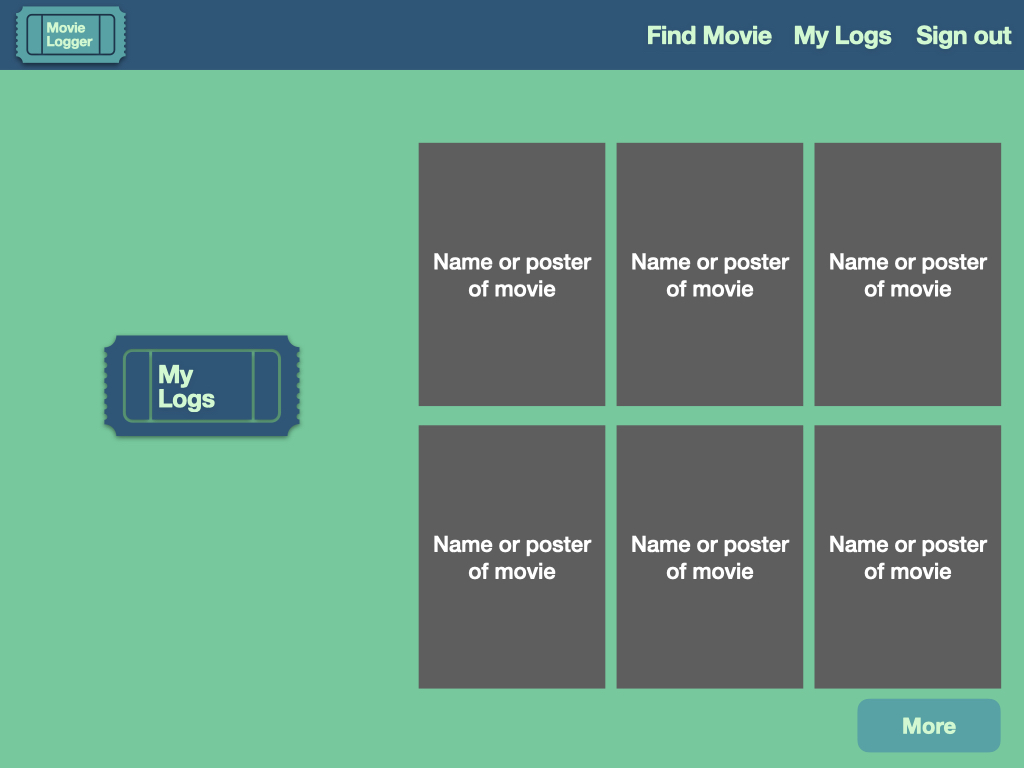 Movie
Logger
Find Movie My Logs Sign out
Name or poster
of movie
Name or poster
of movie
Name or poster
of movie
My
Logs
Name or poster
of movie
Name or poster
of movie
Name or poster
of movie
More